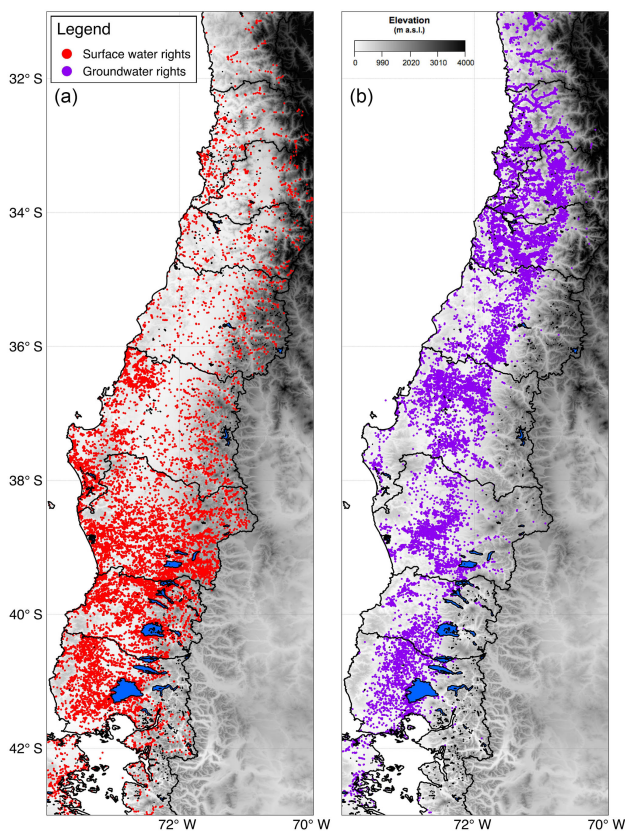 Legend
Surface water rights
Groundwater rights
(a)
Elevation
(m a.s.l.)
0 990 2020 3010 4000
(b)
32° S
34° S
36° S
38° S
40° S
42° S
72° W 70° W
72° W 70° W